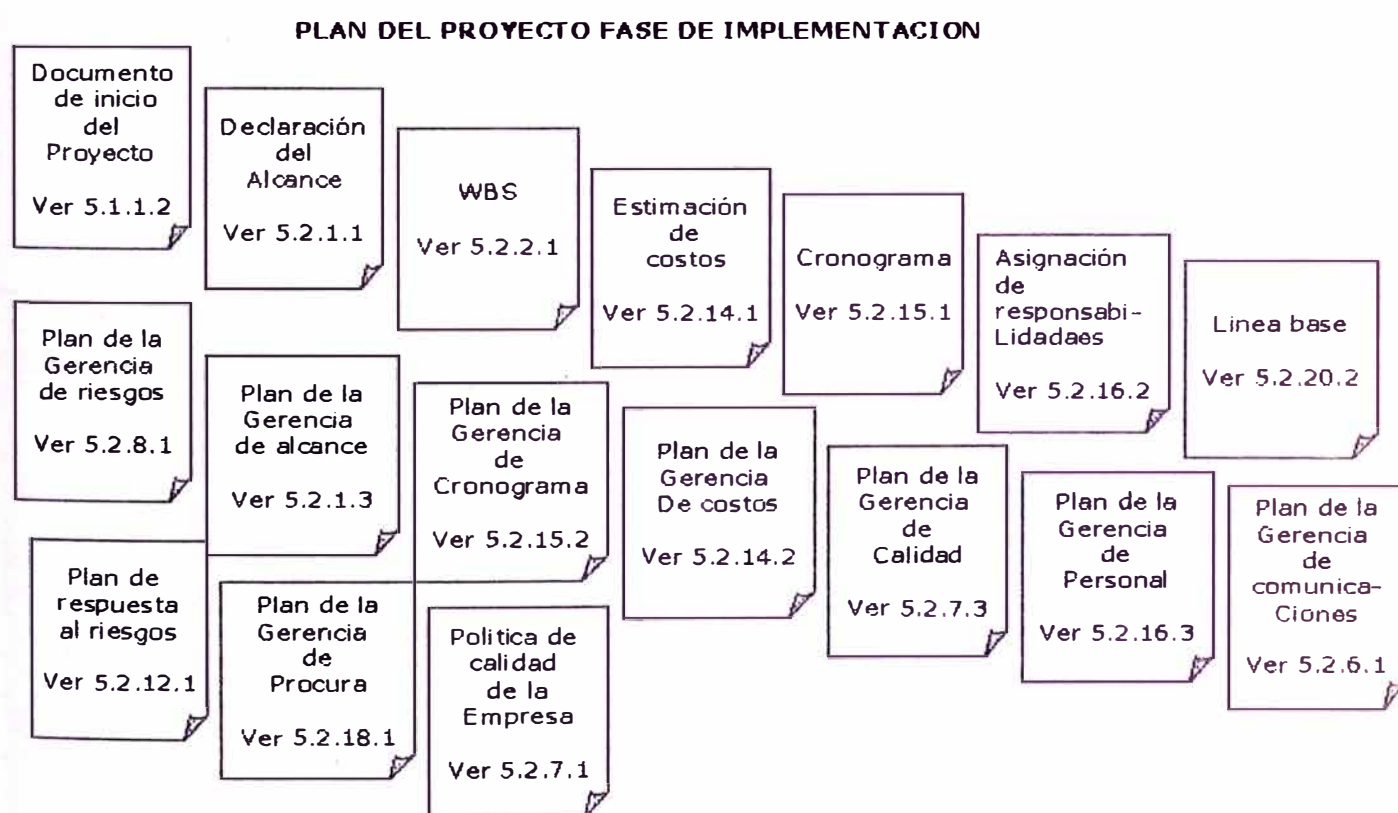 PLAN DEL PROYECTO FASE DE IMPLEMENTACION
Documento
de inicio
del
Proyecto
Ver 5.1.1.2
Declaración
del
Alcance
Ver 5.2.1.1
WBS
Ver 5.2.2.1
Estimación
de
costos
Ver 5.2.14.1
Cronograma
Ver 5.2.15.1
Asignación
de
responsabi-
Lidadaes
Ver 5.2.16.2
Linea base
Ver 5.2.20.2
Plan de la
Gerencia
de riesgos
Ver 5.2.8.1
Plan de la
Gerencia
de alcance
Ver 5.2.1.3
Plan de la
Gerencia
de
Cronograma
Ver 5.2.15.2
Plan de la
Gerencia
De costos
Ver 5.2.14.2
Plan de la
Gerencia
de
Calidad
Ver 5.2.7.3
Plan de la
Gerencia
de
Personal
Ver 5.2.16.3
Plan de la
Gerencia
de
comunica-
Ciones
Ver 5.2.6.1
Plan de
respuesta
al riesgos
Ver 5.2.12.1
Plan de la
Gerencia
de
Procura
Ver 5.2.18.1
Politica de
calidad
de la
Empresa
Ver 5.2.7.1